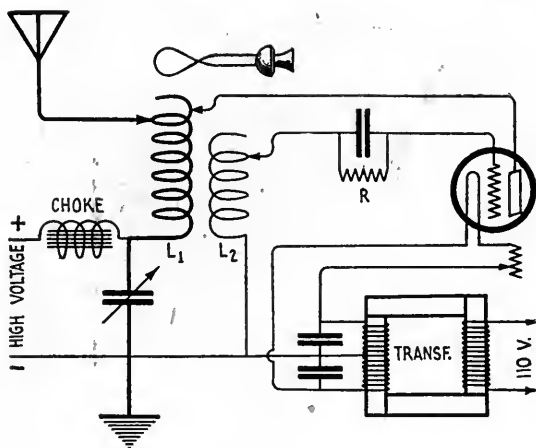 CHOKE
+
HIGH VOLTAGE
-
L1
L2
R
TRANSF.
110 V.